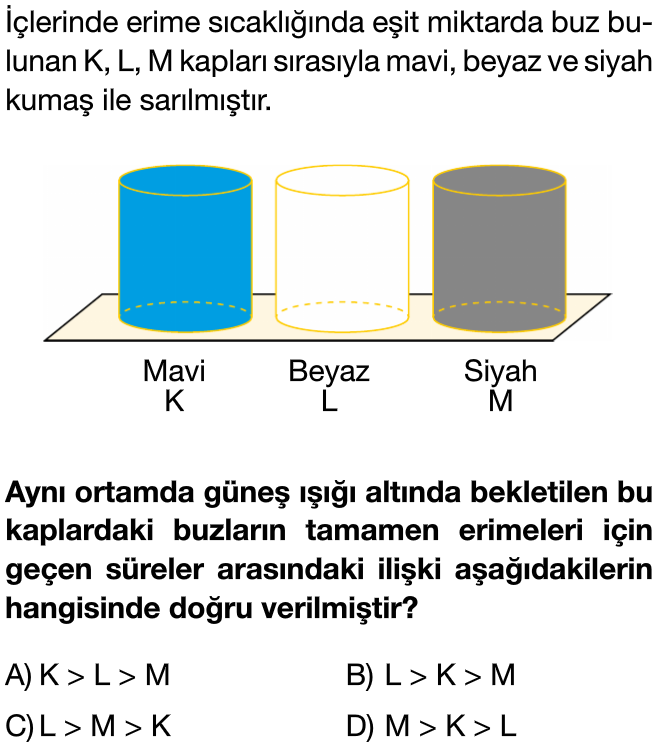 İçlerinde erime sıcaklığında eşit miktarda buz bu-
lunan K, L, M kapları sırasıyla mavi, beyaz ve siyah
kumaş ile sarılmıştır.
Mavi Beyaz Siyah
K L M
Aynı ortamda güneş ışığı altında bekletilen bu
kaplardaki buzların tamamen erimeleri için
geçen süreler arasındaki ilişki aşağıdakilerin
hangisinde doğru verilmiştir?
A) K > L > M B) L > K > M
C) L > M > K D) M > K > L